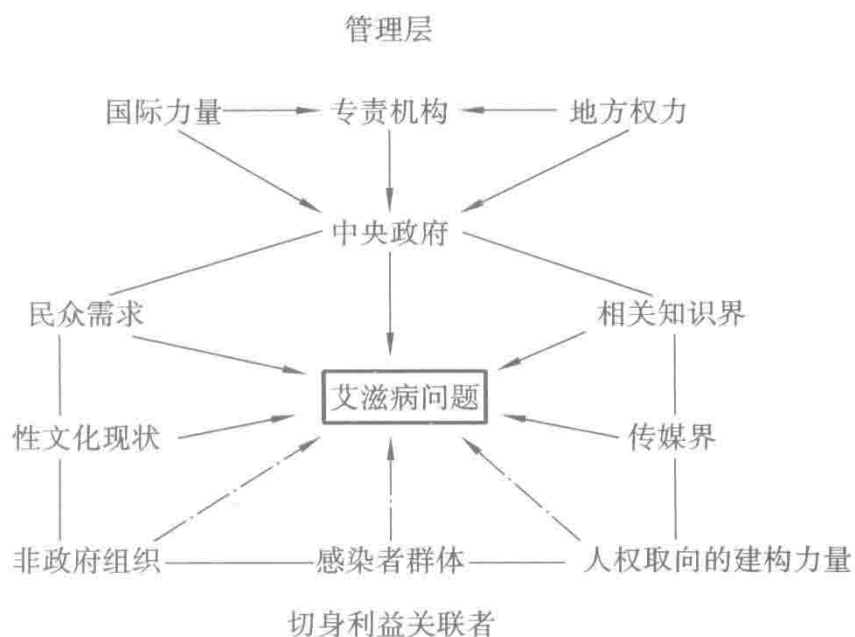 管理层
国际力量 专责机构 地方权力
中央政府
民众需求 相关知识界
艾滋病问题
性文化现状 传媒界
非政府组织 感染者群体 人权取向的建构力量
切身利益关联者